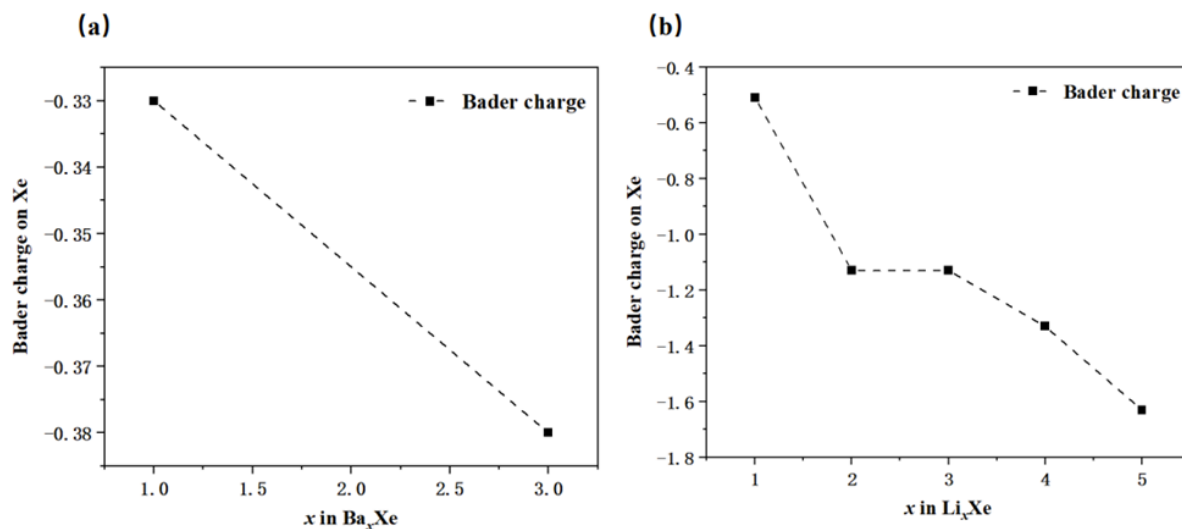 (a)
Bader charge
Bader charge on Xe
−0.33
−0.34
−0.35
−0.36
−0.37
−0.38
1.0 1.5 2.0 2.5 3.0
x in BaₓXe
(b)
Bader charge
Bader charge on Xe
−0.4
−0.6
−0.8
−1.0
−1.2
−1.4
−1.6
−1.8
1 2 3 4 5
x in LiₓXe